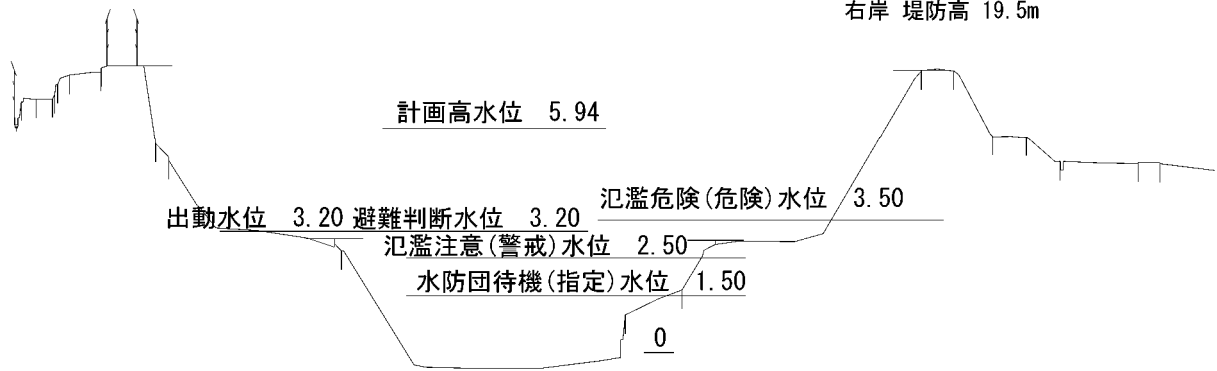 右岸 堤防高 19.5m
計画高水位 5.94
氾濫危険(危険)水位 3.50
出動水位 3.20 避難判断水位 3.20
氾濫注意(警戒)水位 2.50
水防団待機(指定)水位 1.50
0